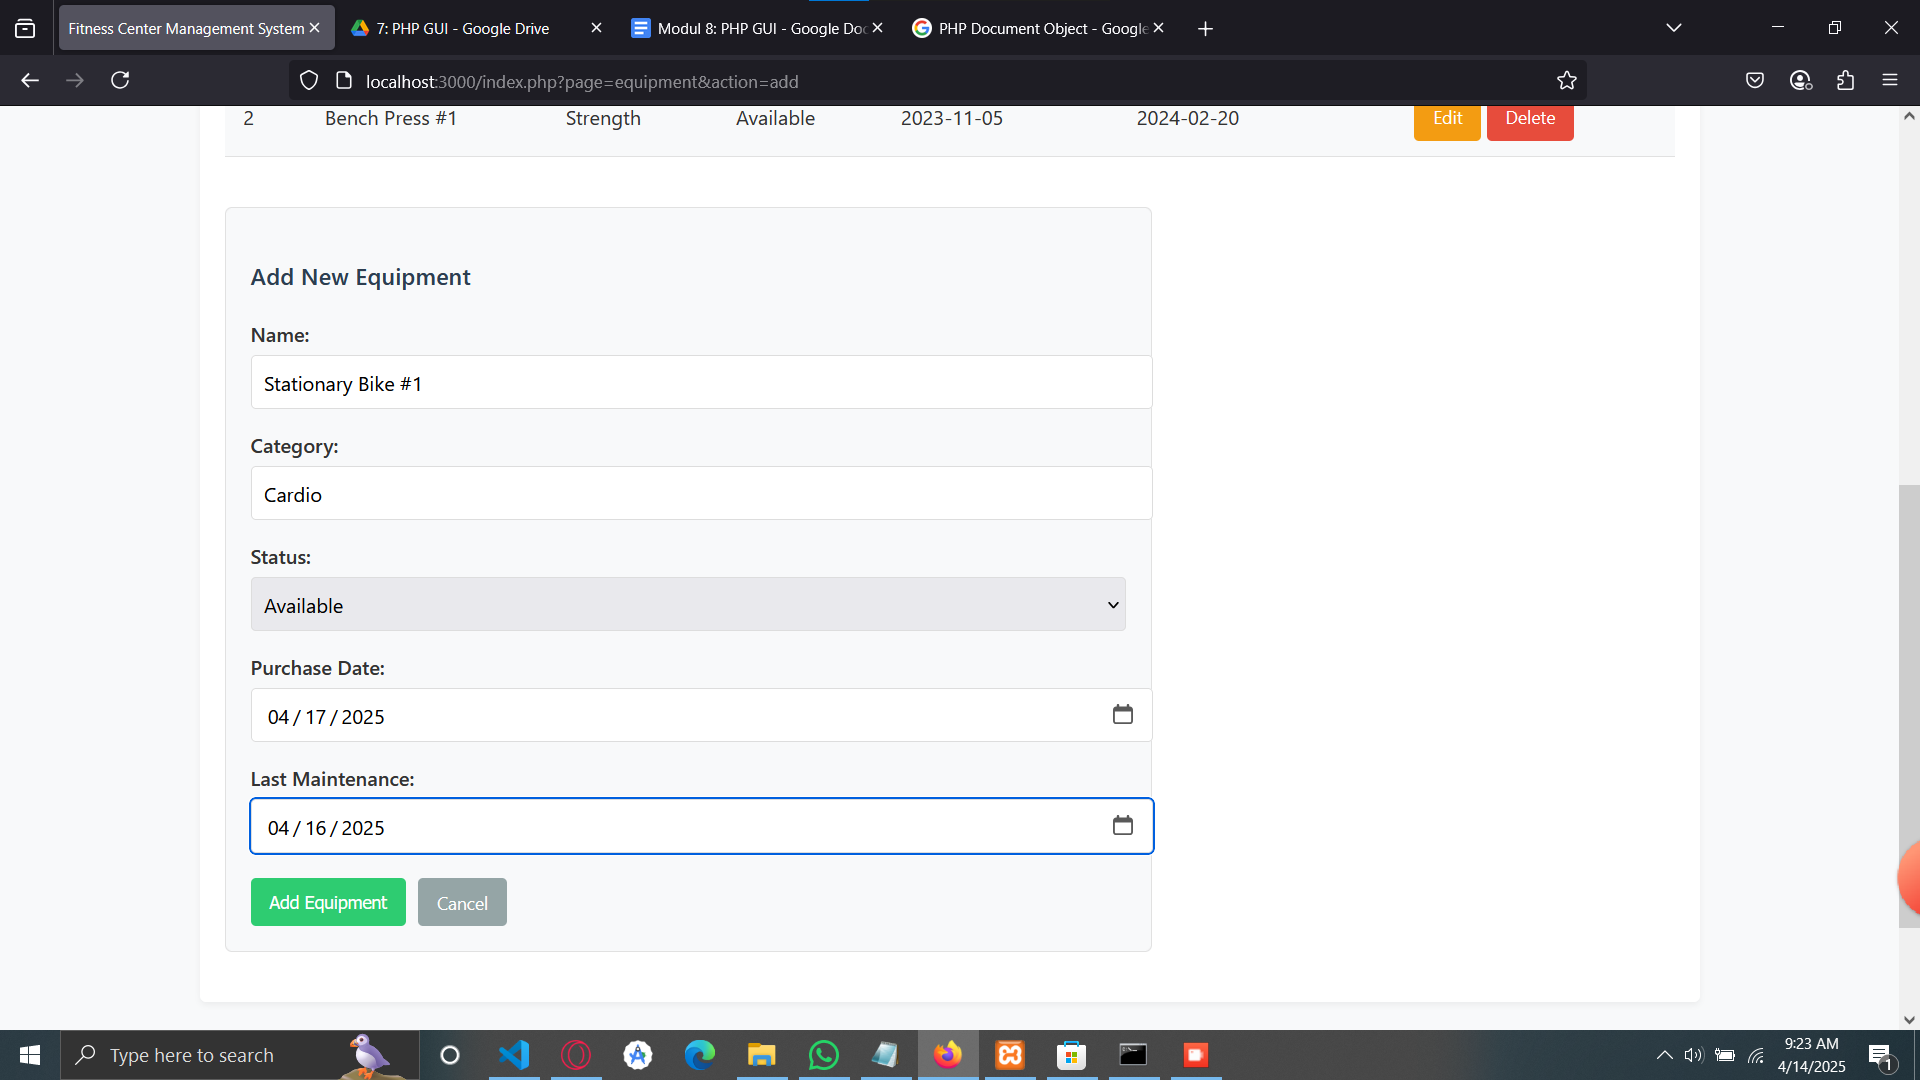 Fitness Center Management System
7: PHP GUI - Google Drive
Modul 8: PHP GUI - Google Doc
PHP Document Object - Google
localhost:3000/index.php?page=equipment&action=add
2 Bench Press #1 Strength Available 2023-11-05 2024-02-20 Edit Delete
Add New Equipment
Name:
Stationary Bike #1
Category:
Cardio
Status:
Available
Purchase Date:
04/17/2025
Last Maintenance:
04/16/2025
Add Equipment Cancel
Type here to search
9:23 AM
4/14/2025
1